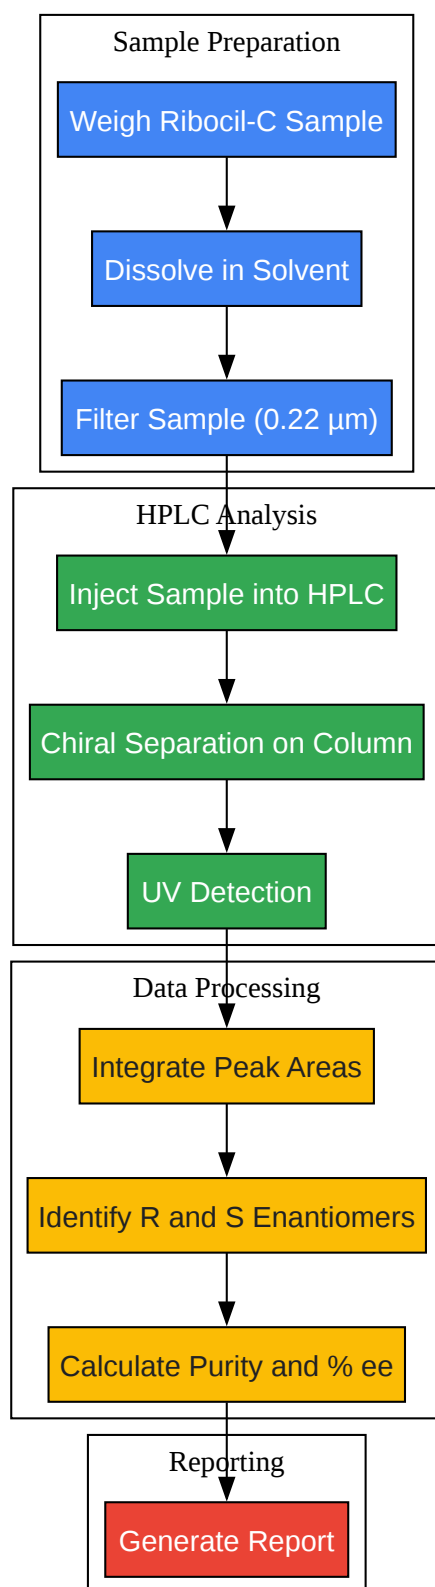 Sample Preparation
Weigh Ribocil-C Sample
Dissolve in Solvent
Filter Sample (0.22 µm)
HPLC Analysis
Inject Sample into HPLC
Chiral Separation on Column
UV Detection
Data Processing
Integrate Peak Areas
Identify R and S Enantiomers
Calculate Purity and % ee
Reporting
Generate Report